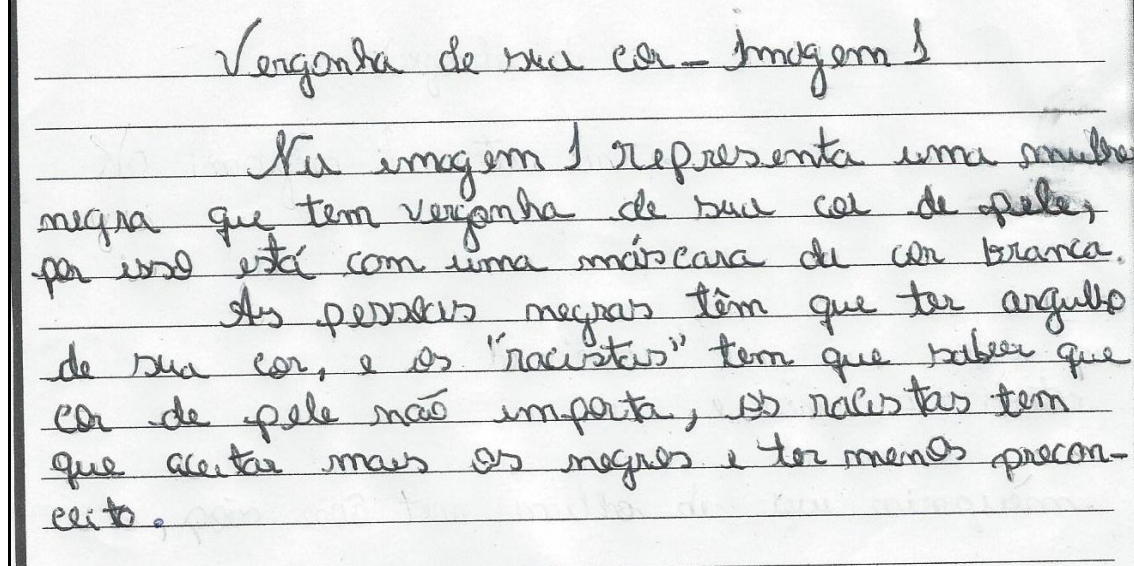 Vergonha de sua cor - Imagem 1
Na imagem 1 representa uma mulher
negra que tem vergonha de sua cor de pele,
por isso está com uma máscara da cor branca.
As pessoas negras têm que ter orgulho
de sua cor, e os "racistas" tem que saber que
cor de pele não importa, os racistas tem
que aceitar mais os negros e ter menos precon-
ceito.